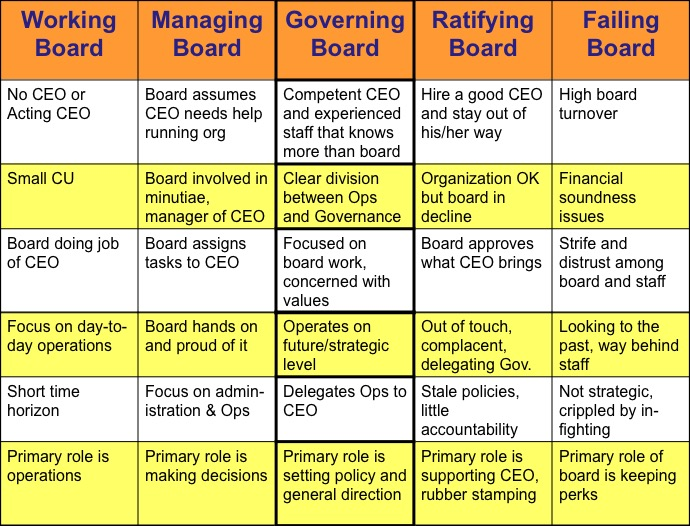 Working
Board
Managing
Board
Governing
Board
Ratifying
Board
Failing
Board
No CEO or
Acting CEO
Board assumes
CEO needs help
running org
Competent CEO
and experienced
staff that knows
more than board
Hire a good CEO
and stay out of
his/her way
High board
turnover
Small CU
Board involved in
minutiae,
manager of CEO
Clear division
between Ops
and Governance
Organization OK
but board in
decline
Financial
soundness
issues
Board doing job
of CEO
Board assigns
tasks to CEO
Focused on
board work,
concerned with
values
Board approves
what CEO brings
Strife and
distrust among
board and staff
Focus on day-to-
day operations
Board hands on
and proud of it
Operates on
future/strategic
level
Out of touch,
complacent,
delegating Gov.
Looking to the
past, way behind
staff
Short time
horizon
Focus on admin-
istration & Ops
Delegates Ops to
CEO
Stale policies,
little
accountability
Not strategic,
crippled by in-
fighting
Primary role is
operations
Primary role is
making decisions
Primary role is
setting policy and
general direction
Primary role is
supporting CEO,
rubber stamping
Primary role of
board is keeping
perks